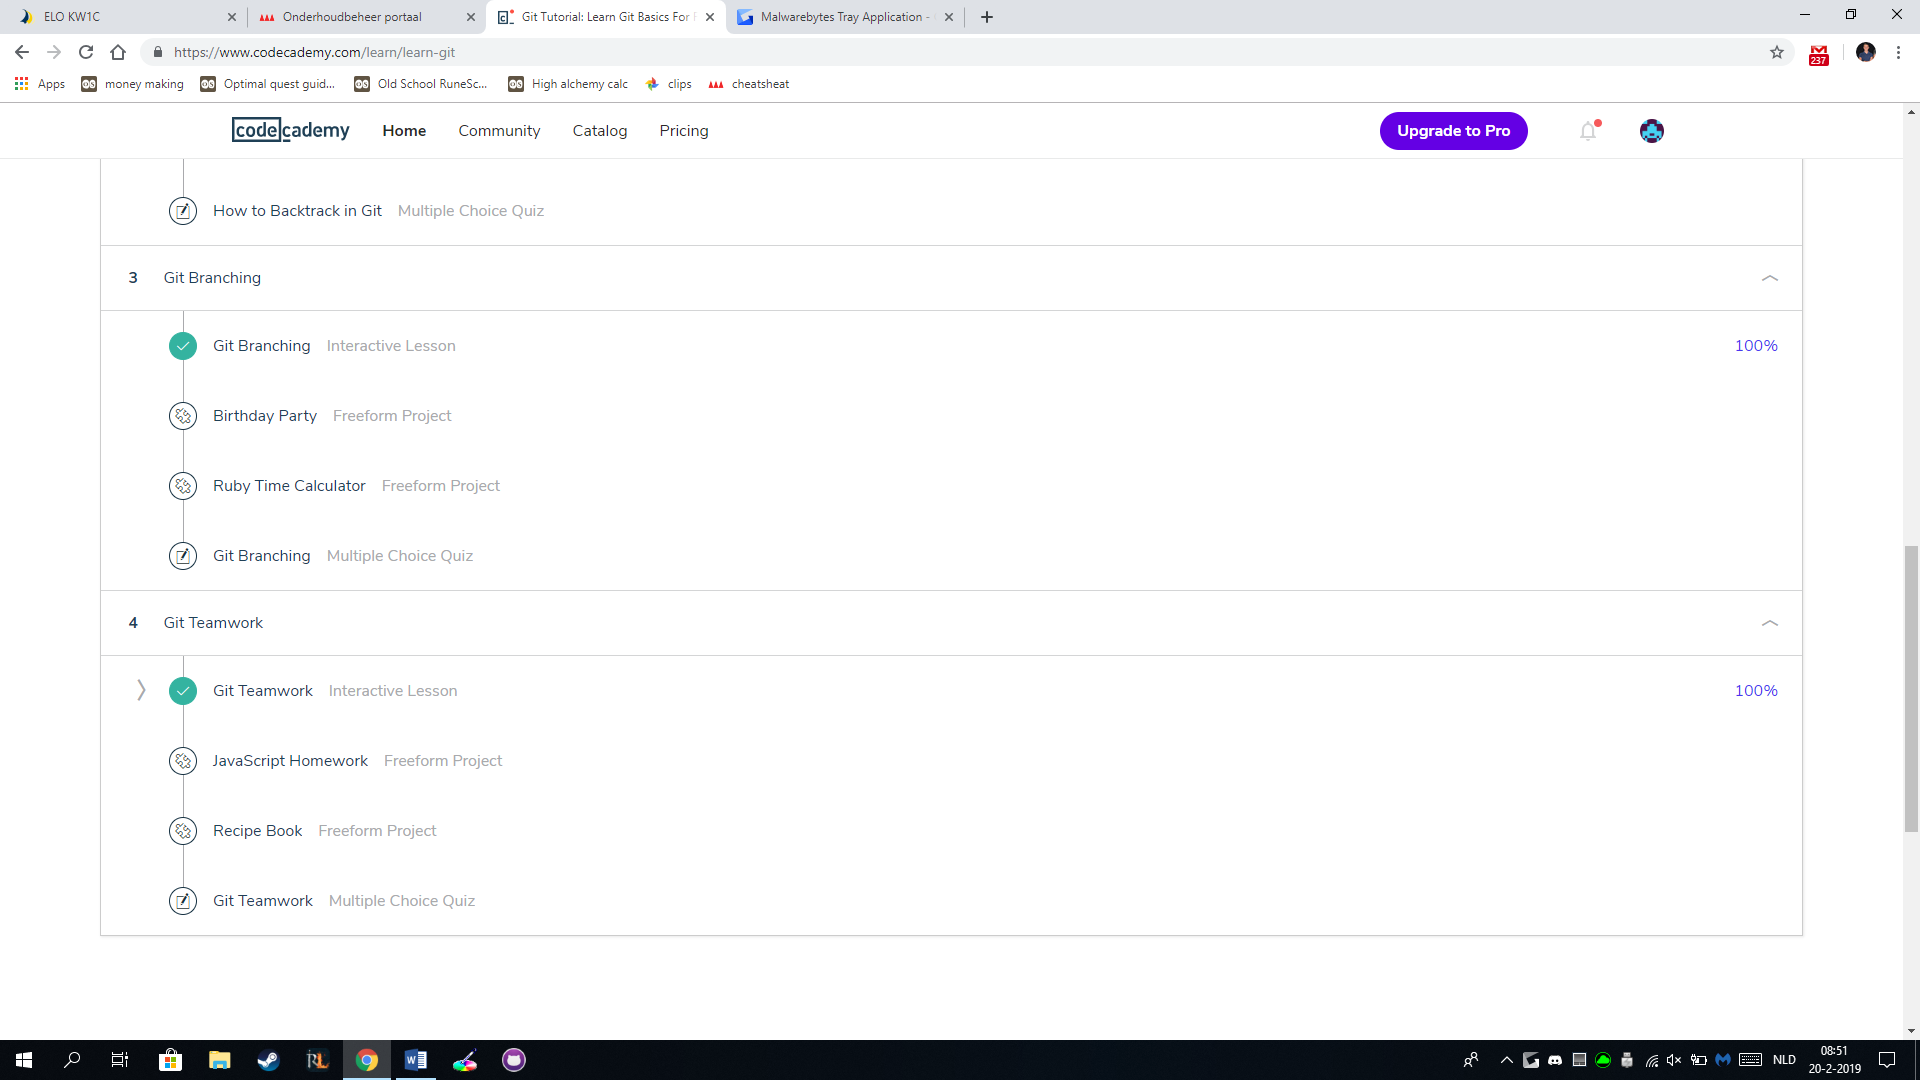 ELO KW1C
Onderhoudbeheer portaal
Git Tutorial: Learn Git Basics For
Malwarebytes Tray Application -
https://www.codecademy.com/learn/learn-git
237
Apps
money making
Optimal quest guid...
Old School RuneSc...
High alchemy calc
clips
cheatsheat
codecademy
Home
Community
Catalog
Pricing
Upgrade to Pro
How to Backtrack in Git Multiple Choice Quiz
3 Git Branching
Git Branching Interactive Lesson 100%
Birthday Party Freeform Project
Ruby Time Calculator Freeform Project
Git Branching Multiple Choice Quiz
4 Git Teamwork
Git Teamwork Interactive Lesson 100%
JavaScript Homework Freeform Project
Recipe Book Freeform Project
Git Teamwork Multiple Choice Quiz
NLD
08:51
20-2-2019